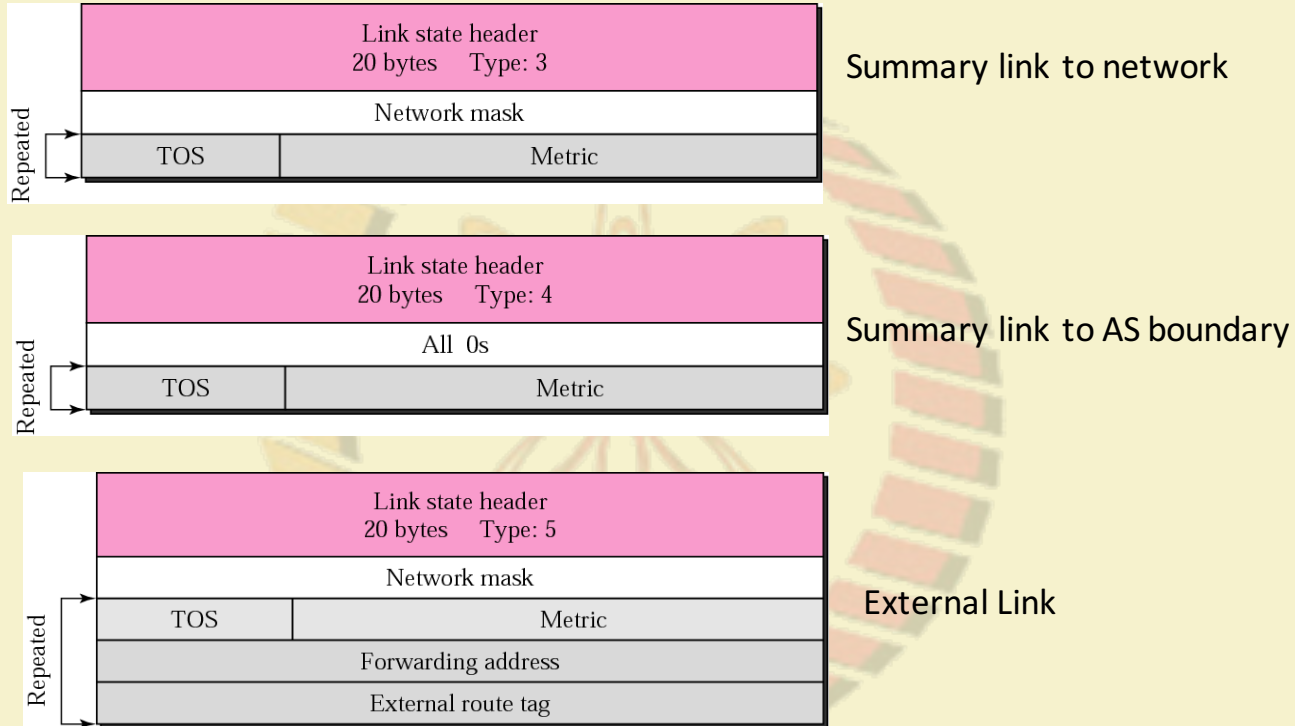 Link state header
20 bytes Type: 3
Network mask
Repeated
TOS Metric
Summary link to network
Link state header
20 bytes Type: 4
All 0s
Repeated
TOS Metric
Summary link to AS boundary
Link state header
20 bytes Type: 5
Network mask
Repeated
TOS Metric
Forwarding address
External route tag
External Link